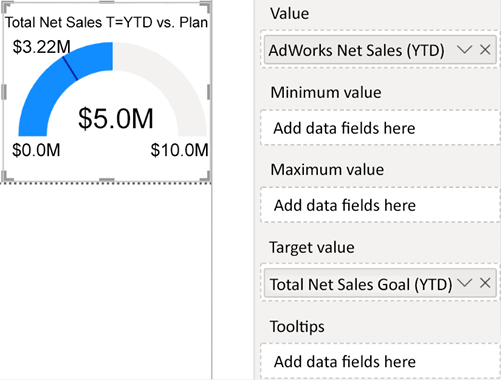 Total Net Sales T=YTD vs. Plan
$3.22M
$5.0M
$0.0M
$10.0M
Value
AdWorks Net Sales (YTD)
Minimum value
Add data fields here
Maximum value
Add data fields here
Target value
Total Net Sales Goal (YTD)
Tooltips
Add data fields here